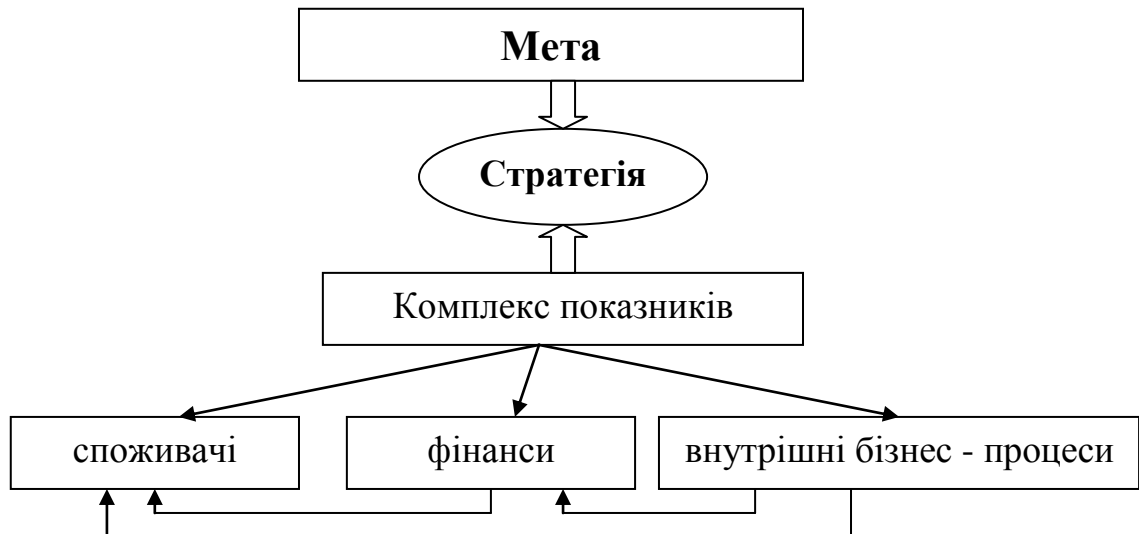 Мета
Стратегія
Комплекс показників
споживачі
фінанси
внутрішні бізнес - процеси